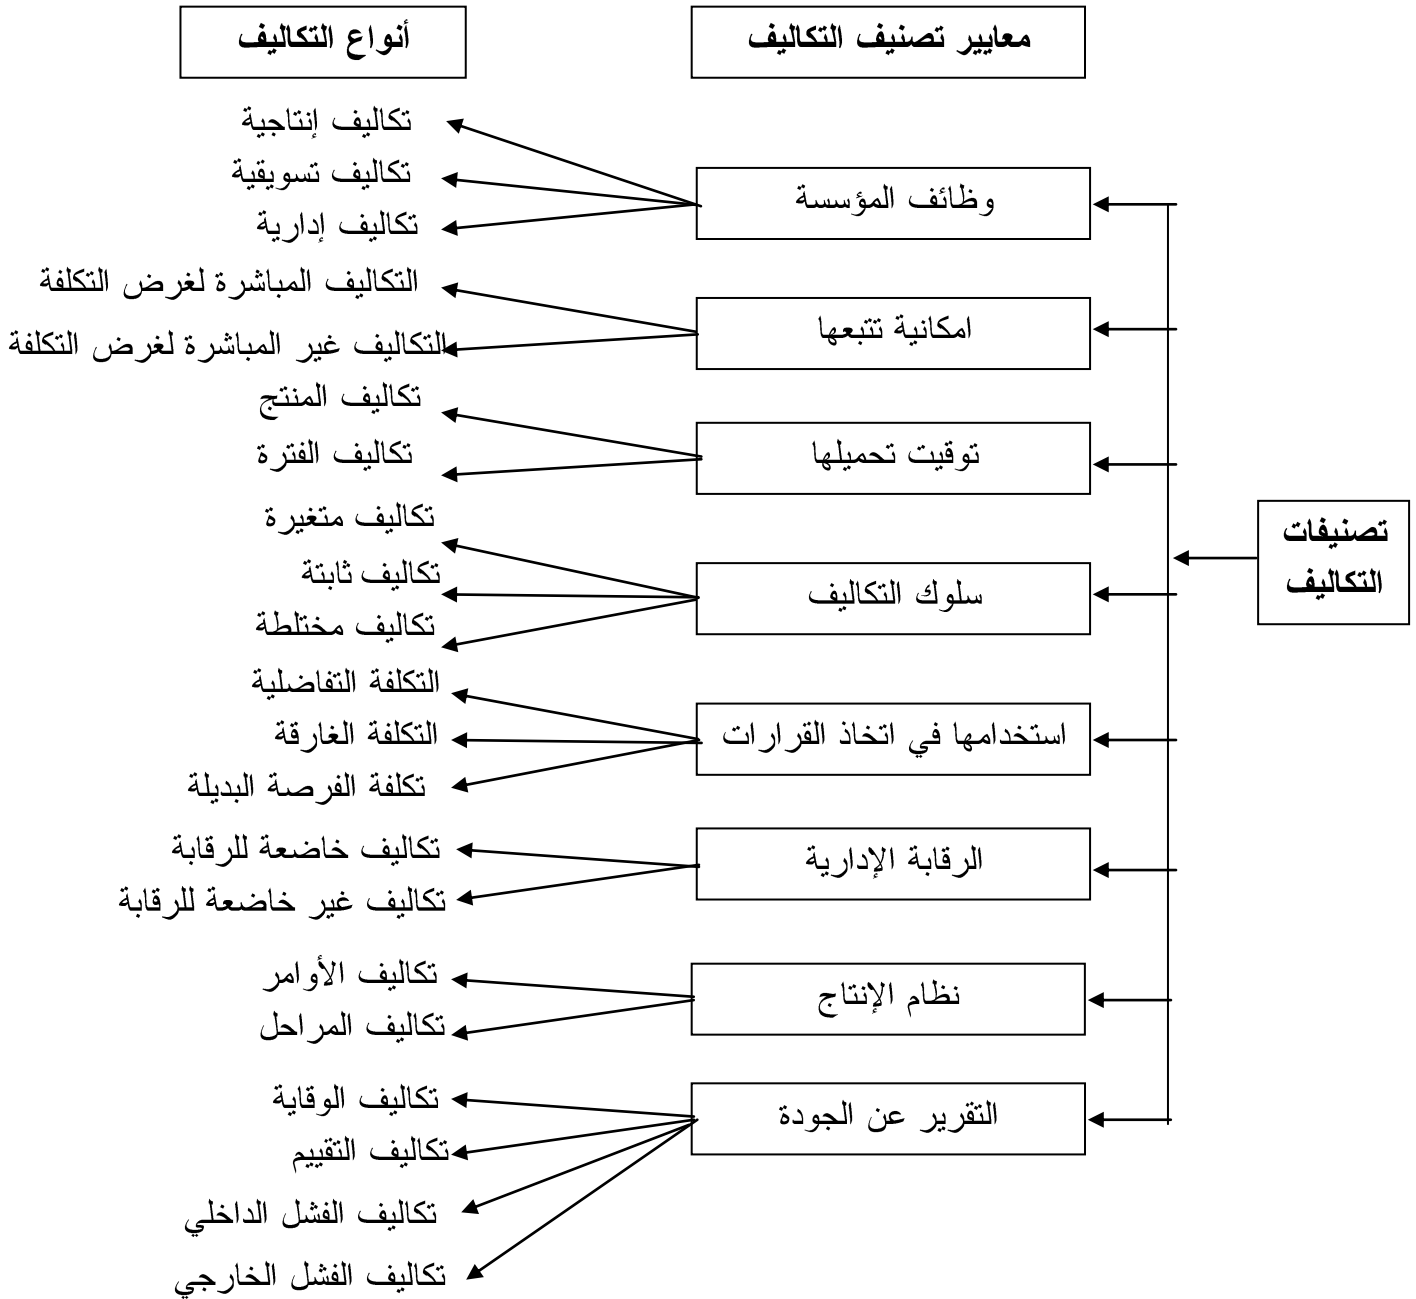 معايير تصنيف التكاليف
أنواع التكاليف
تصنيفات
التكاليف
وظائف المؤسسة
تكاليف إنتاجية
تكاليف تسويقية
تكاليف إدارية
امكانية تتبعها
التكاليف المباشرة لغرض التكلفة
التكاليف غير المباشرة لغرض التكلفة
توقيت تحميلها
تكاليف المنتج
تكاليف الفترة
سلوك التكاليف
تكاليف متغيرة
تكاليف ثابتة
تكاليف مختلطة
استخدامها في اتخاذ القرارات
التكلفة التفاضلية
التكلفة الغارقة
تكلفة الفرصة البديلة
الرقابة الإدارية
تكاليف خاضعة للرقابة
تكاليف غير خاضعة للرقابة
نظام الإنتاج
تكاليف الأوامر
تكاليف المراحل
التقرير عن الجودة
تكاليف الوقاية
تكاليف التقييم
تكاليف الفشل الداخلي
تكاليف الفشل الخارجي